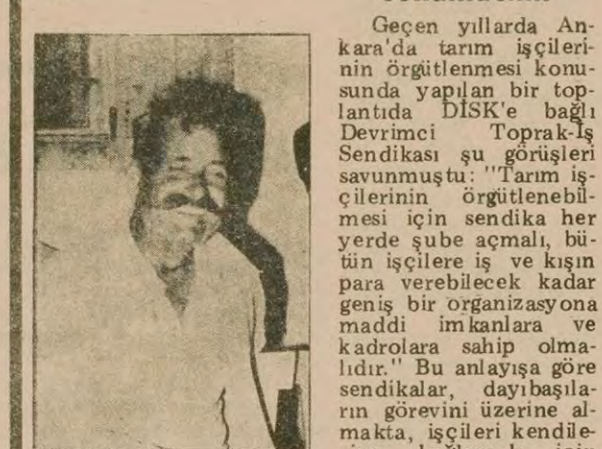 Geçen yıllarda An-
kara'da tarım işçileri-
nin örgütlenmesi konu-
sunda yapılan bir top-
lantıda DİSK'e bağlı
Devrimci Toprak-İş
Sendikası şu görüşleri
savunmuştu: "Tarım iş-
çilerinin örgütlenebil-
mesi için sendika her
yerde şube açmalı, bü-
tün işçilere iş ve kışın
para verebilecek kadar
geniş bir organizasyona
maddi imkanlara ve
kadrolara sahip olma-
lıdır." Bu anlayışa göre
sendikalar, dayıbaşıla-
rın görevini üzerine al-
makta, işçileri kendile-